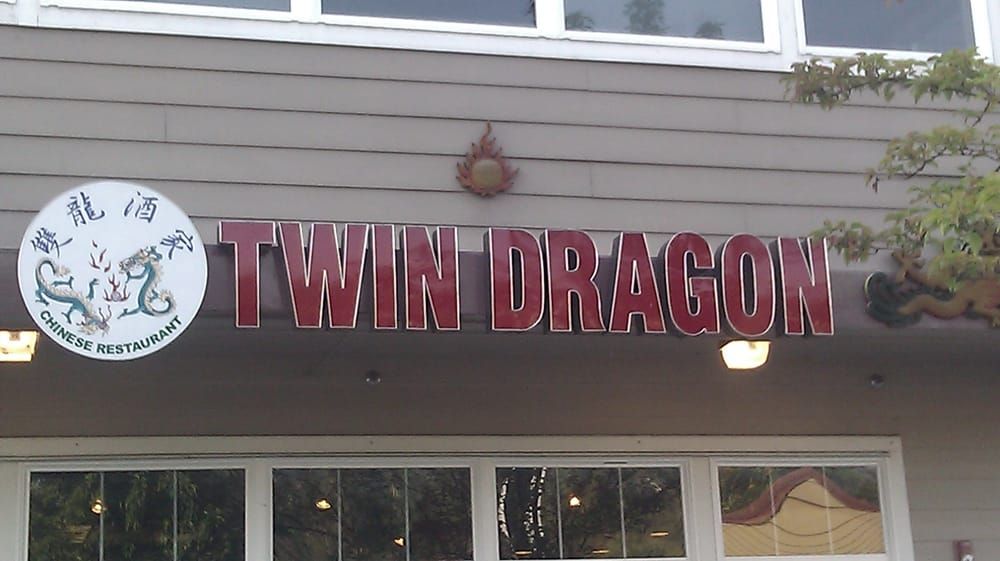 雙龍酒家
CHINESE RESTAURANT
TWIN DRAGON